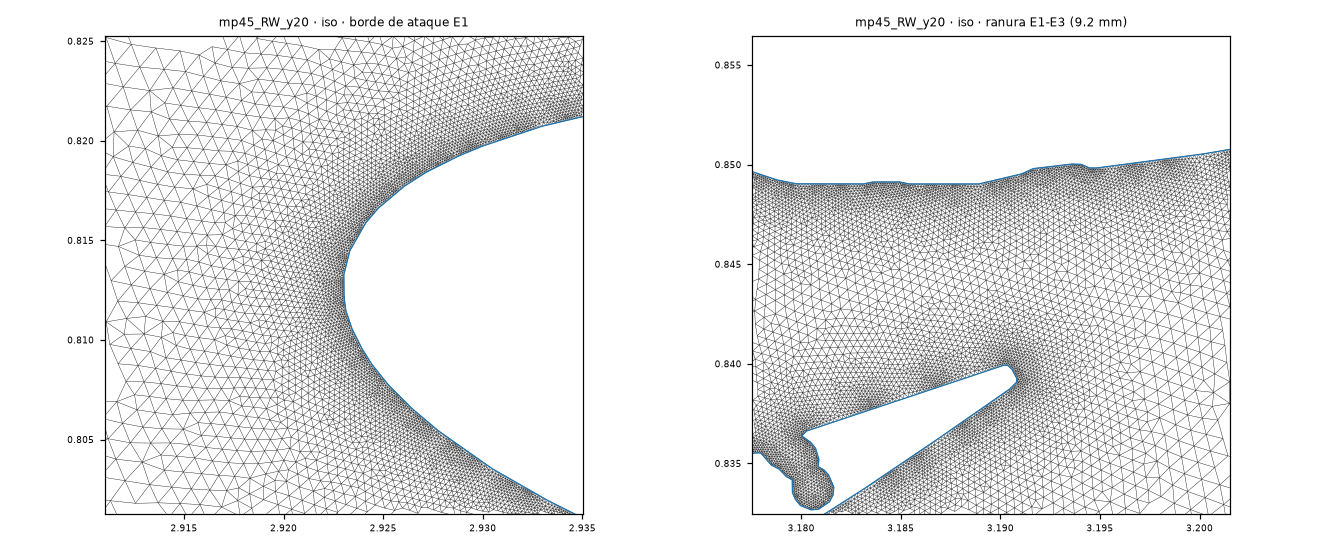 mp45_RW_y20 · iso · borde de ataque E1
0.825
0.820
0.815
0.810
0.805
2.915 2.920 2.925 2.930 2.935
mp45_RW_y20 · iso · ranura E1-E3 (9.2 mm)
0.855
0.850
0.845
0.840
0.835
3.180 3.185 3.190 3.195 3.200